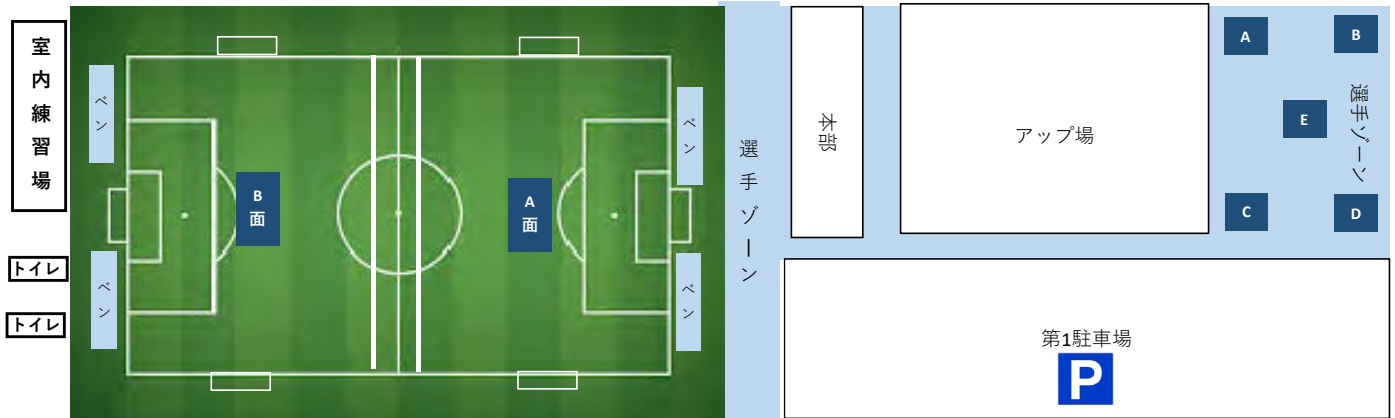 室内練習場
トイレ
トイレ
ベン
ベン
B
面
A
面
ベン
ベン
選手ゾーン
本部
アップ場
A
B
E
C
D
選手ゾーン
第1駐車場
P